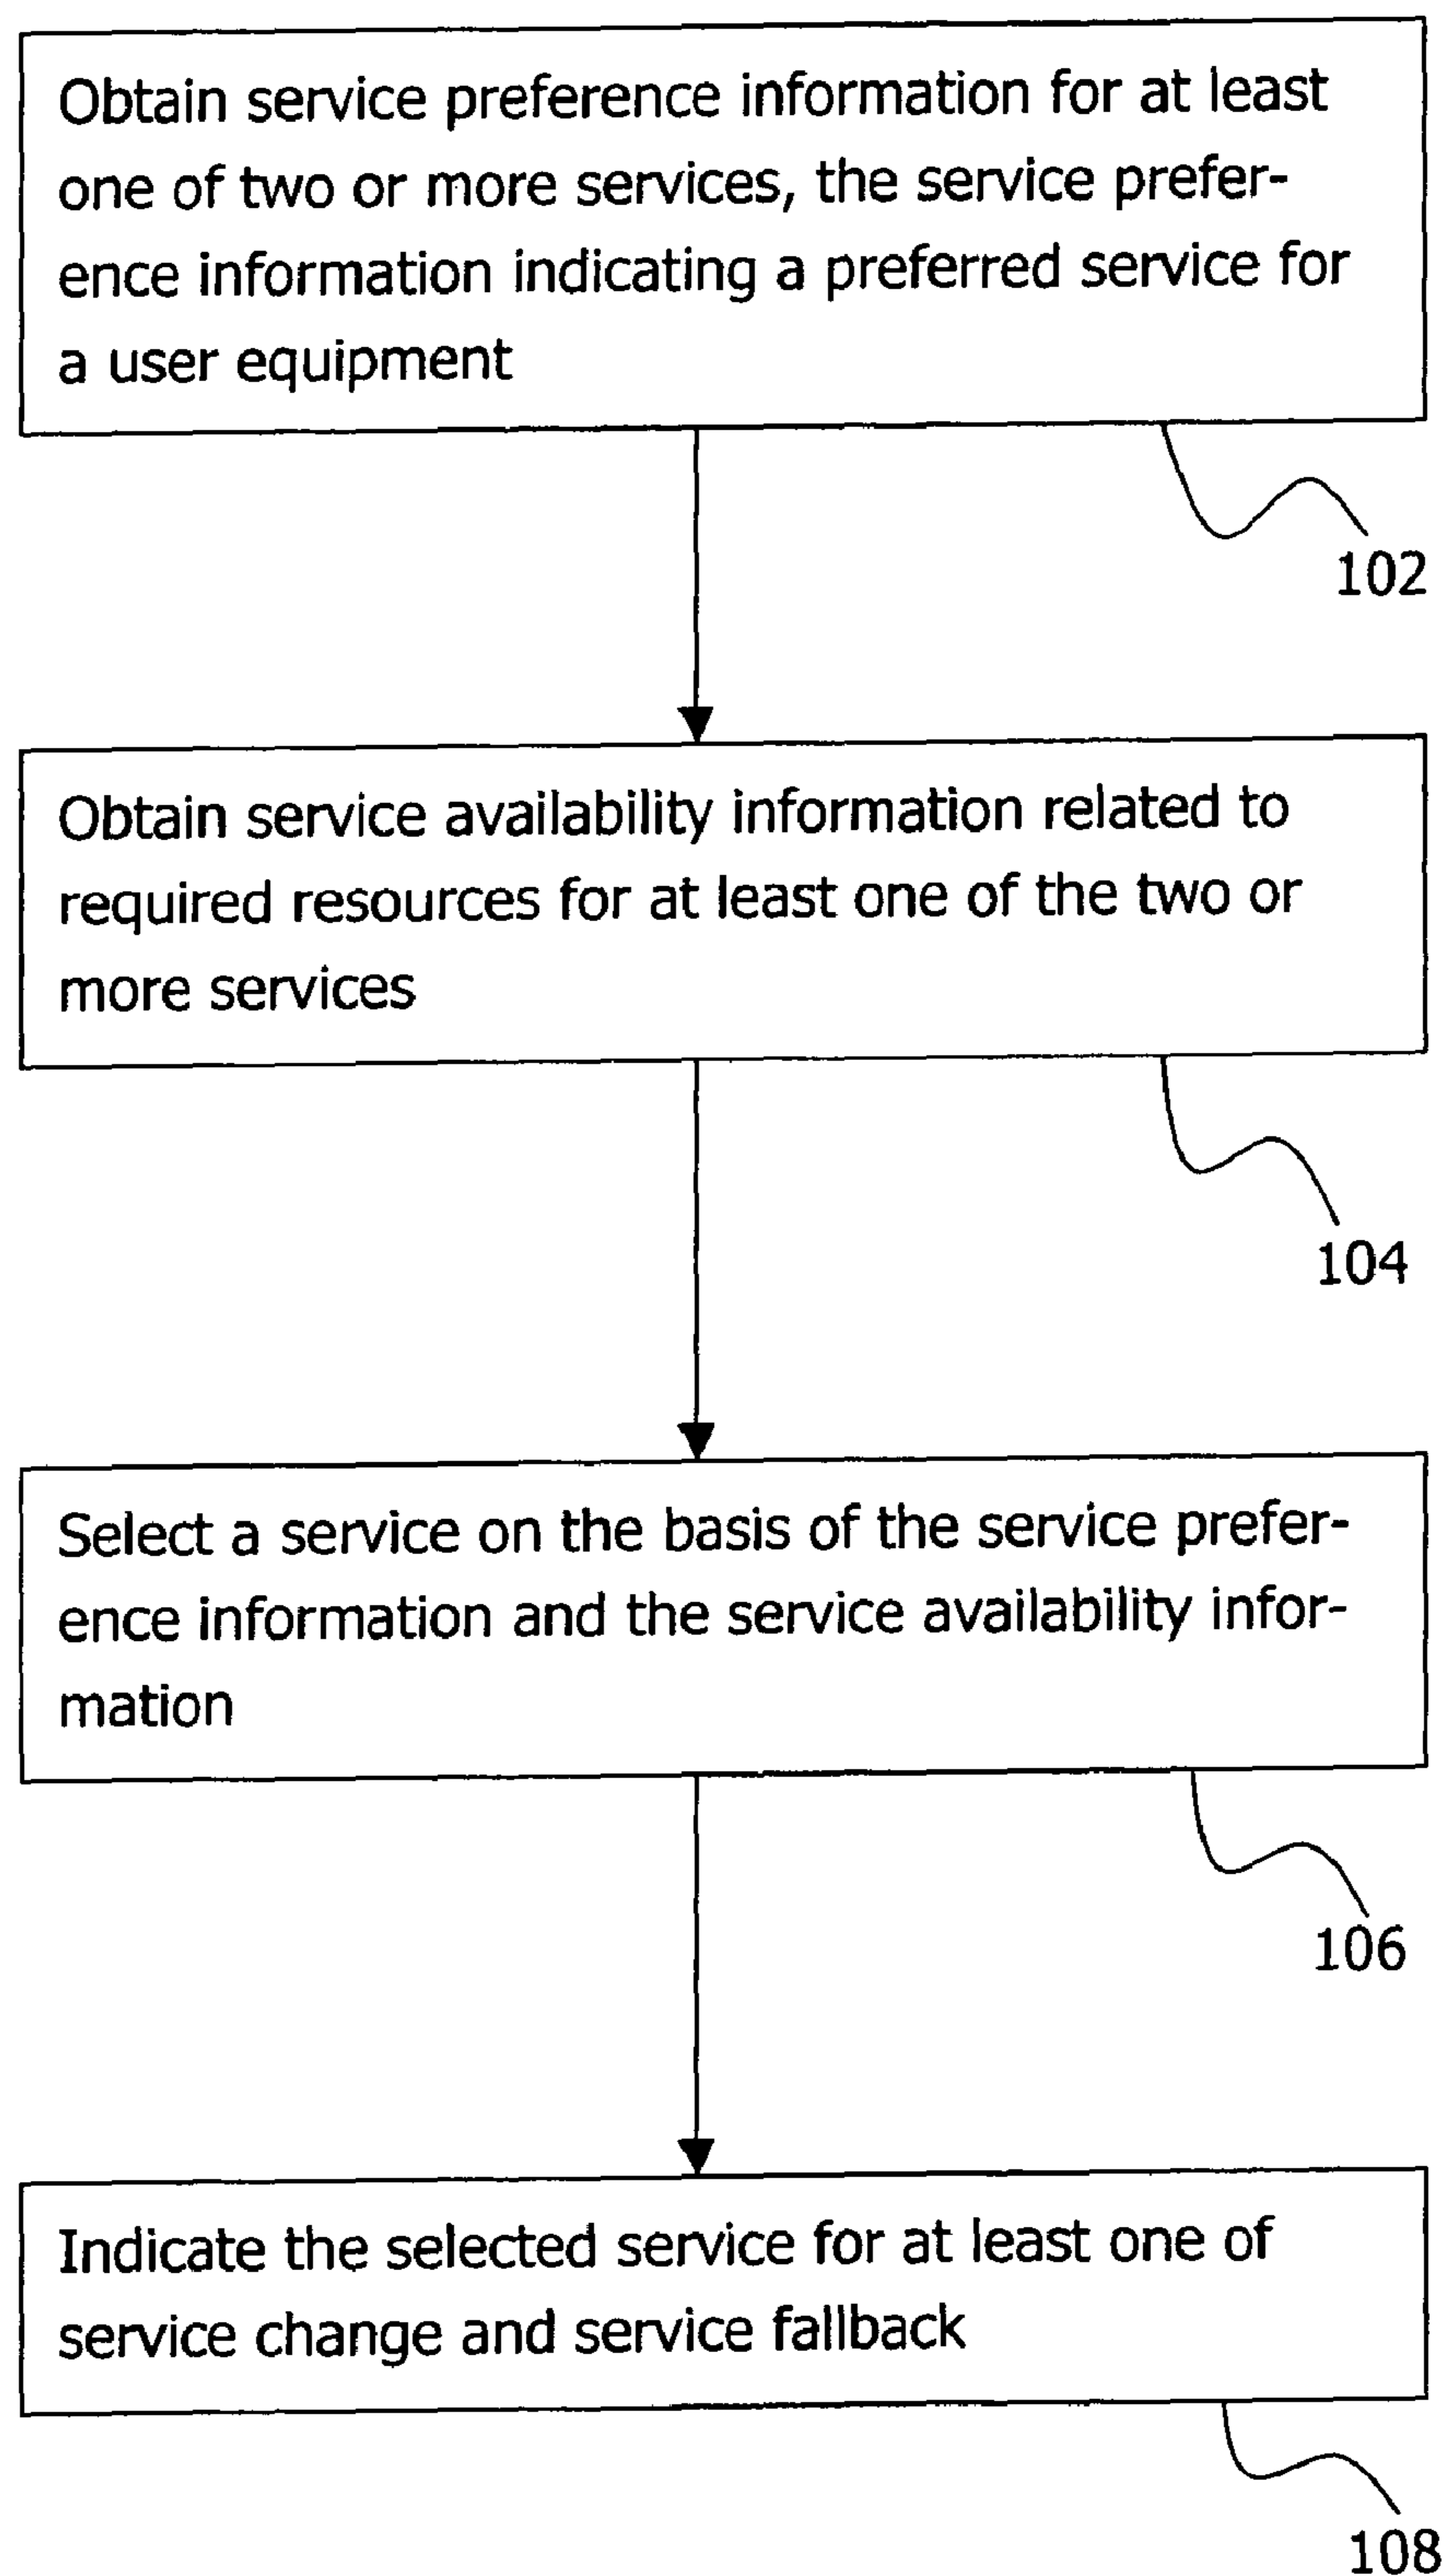 Obtain service preference information for at least
one of two or more services, the service prefer-
ence information indicating a preferred service for
a user equipment
102
Obtain service availability information related to
required resources for at least one of the two or
more services
104
Select a service on the basis of the service prefer-
ence information and the service availability infor-
mation
106
Indicate the selected service for at least one of
service change and service fallback
108